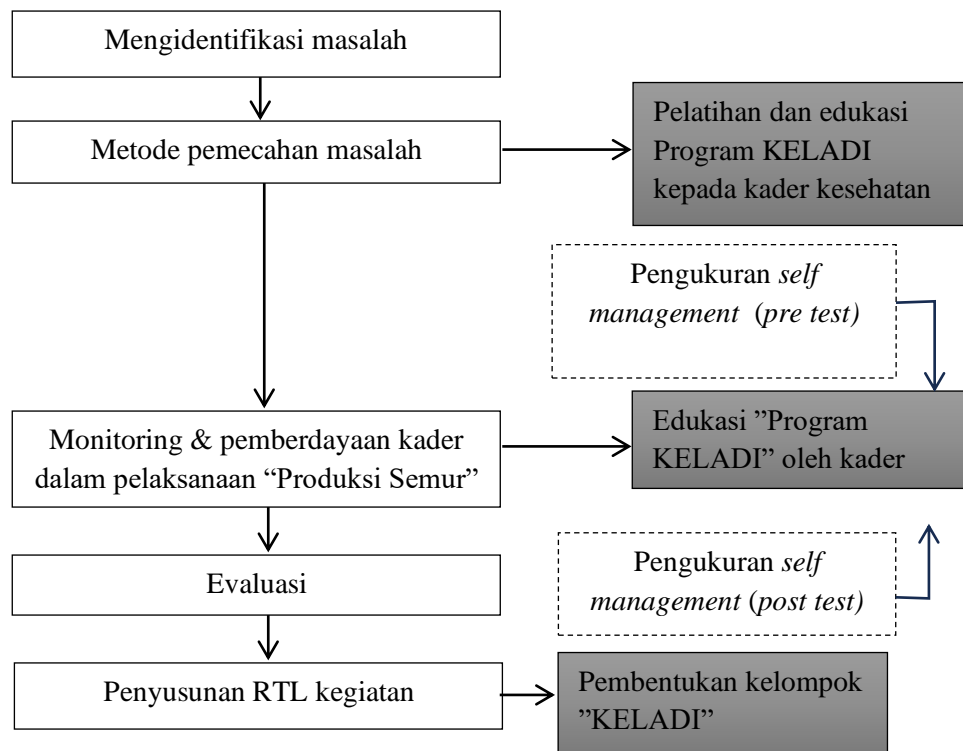 Mengidentifikasi masalah
Metode pemecahan masalah
Pelatihan dan edukasi
Program KELADI
kepada kader kesehatan
Pengukuran self
management (pre test)
Monitoring & pemberdayaan kader
dalam pelaksanaan “Produksi Semur”
Edukasi ”Program
KELADI” oleh kader
Pengukuran self
management (post test)
Evaluasi
Penyusunan RTL kegiatan
Pembentukan kelompok
”KELADI”